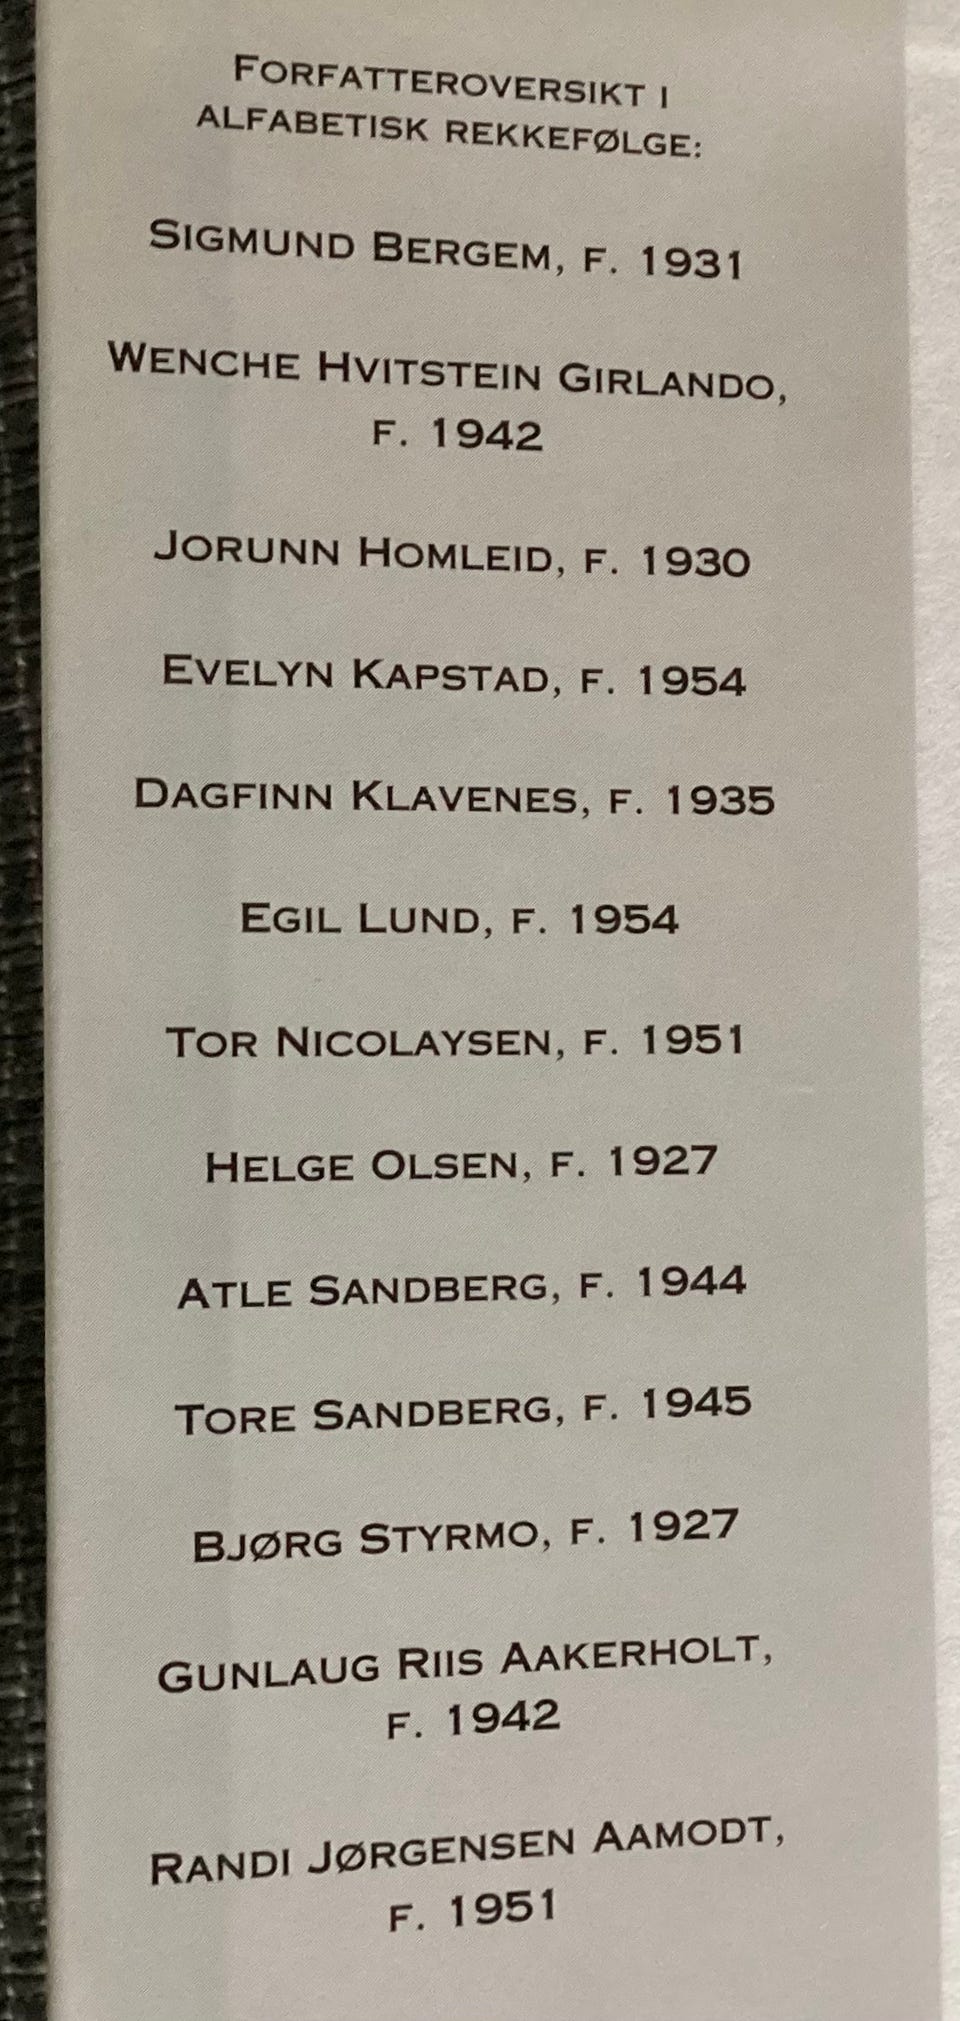 FORFATTEROVERSIKT I
ALFABETISK REKKEFØLGE:
SIGMUND BERGEM, F. 1931
WENCHE HVITSTEIN GIRLANDO,
F. 1942
JORUNN HOMLEID, F. 1930
EVELYN KAPSTAD, F. 1954
DAGFINN KLAVENES, F. 1935
EGIL LUND, F. 1954
TOR NICOLAYSEN, F. 1951
HELGE OLSEN, F. 1927
ATLE SANDBERG, F. 1944
TORE SANDBERG, F. 1945
BJØRG STYRMO, F. 1927
GUNLAUG RIIS AAKERHOLT,
F. 1942
RANDI JØRGENSEN AAMODT,
F. 1951